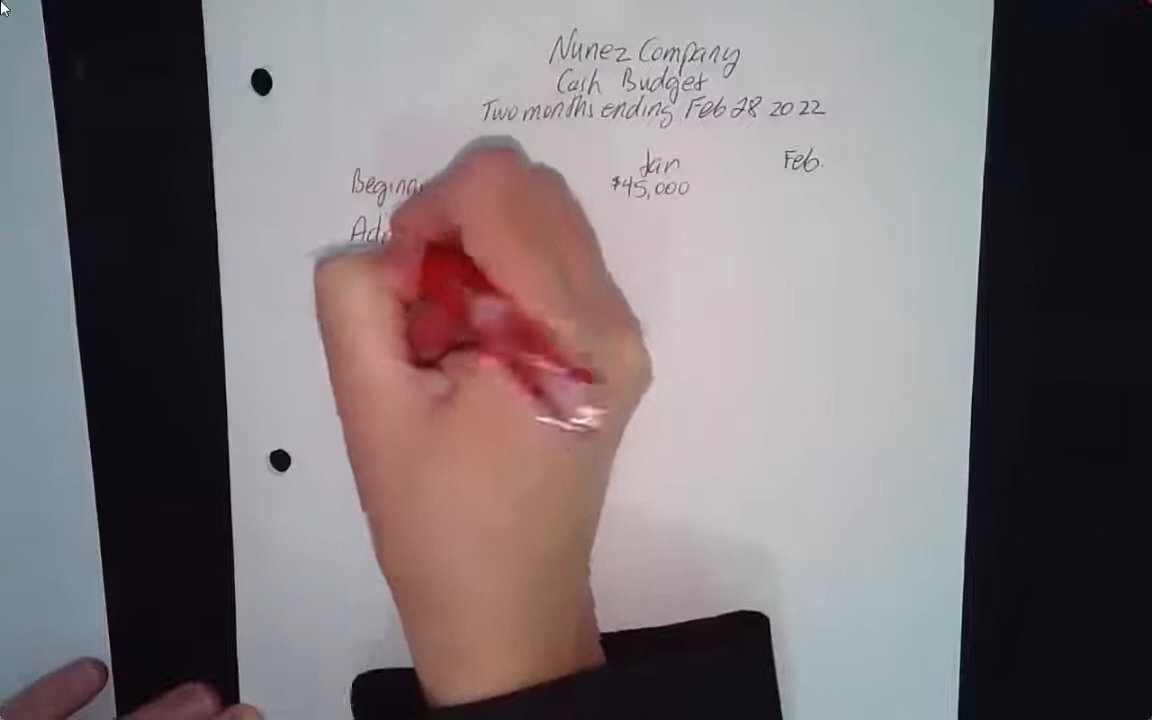 Nunez Company
Cash Budget
Two months ending Feb 28 2022
Jan Feb.
$45,000